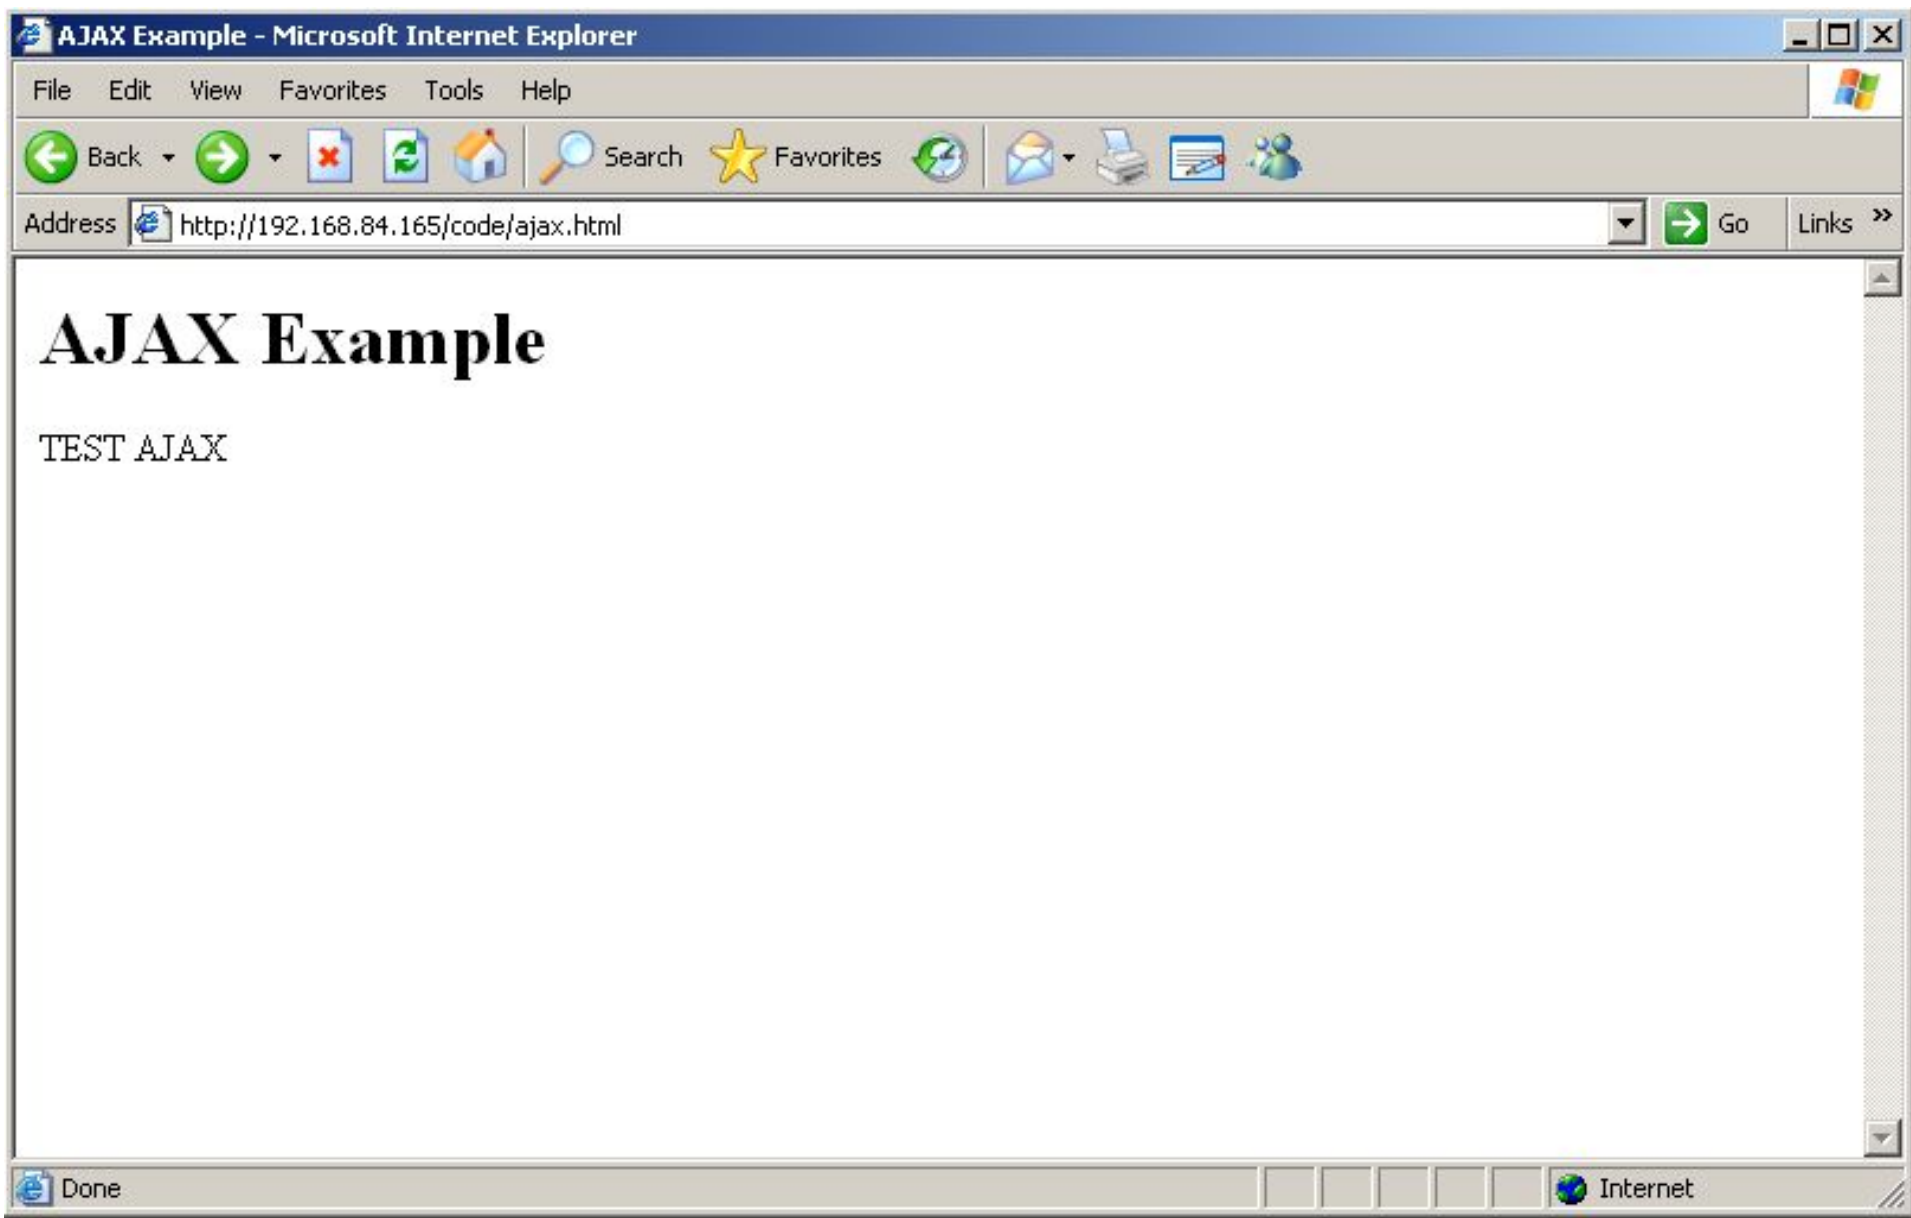 AJAX Example - Microsoft Internet Explorer
File Edit View Favorites Tools Help
Back Search Favorites
Address http://192.168.84.165/code/ajax.html Go Links »
AJAX Example
TEST AJAX
Done Internet